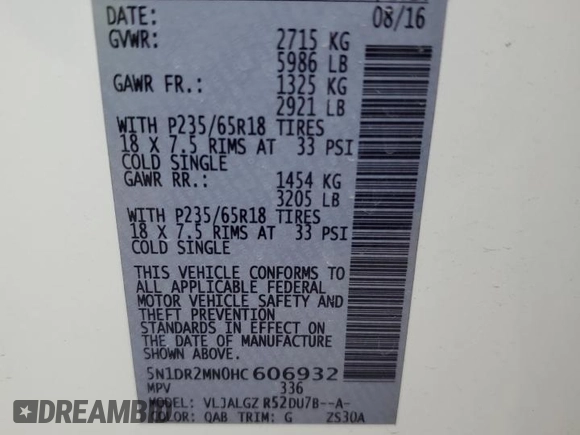 DATE: 08/16
GVWR: 2715 KG
5986 LB
GAWR FR.: 1325 KG
2921 LB
WITH P235/65R18 TIRES
18 X 7.5 RIMS AT 33 PSI
COLD SINGLE
GAWR RR.: 1454 KG
3205 LB
WITH P235/65R18 TIRES
18 X 7.5 RIMS AT 33 PSI
COLD SINGLE
THIS VEHICLE CONFORMS TO
ALL APPLICABLE FEDERAL
MOTOR VEHICLE SAFETY AND
THEFT PREVENTION
STANDARDS IN EFFECT ON
THE DATE OF MANUFACTURE
SHOWN ABOVE.
5N1DR2MN0HC606932
MPV 336
MODEL: VLJALGZ R52DU7B--A-
COLOR: QAB TRIM: G ZS30A
BIDMOTORS